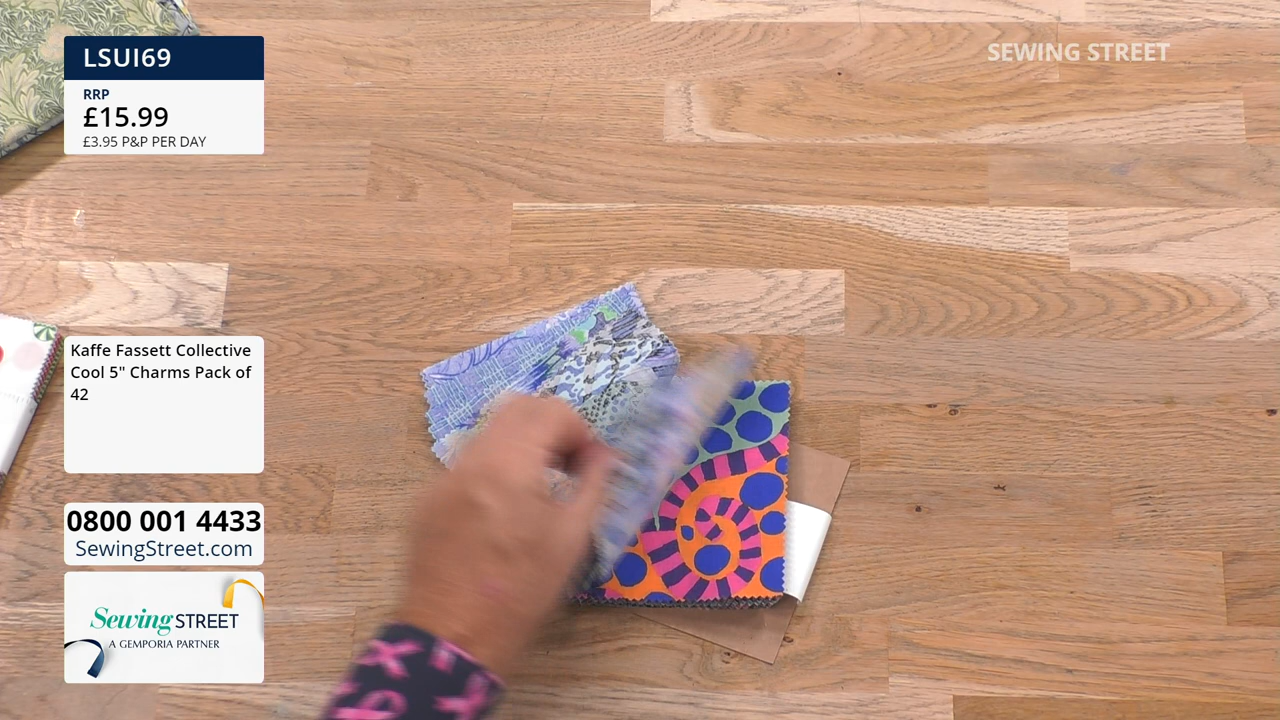 LSUI69
RRP
£15.99
£3.95 P&P PER DAY
SEWING STREET
Kaffe Fassett Collective
Cool 5" Charms Pack of
42
0800 001 4433
SewingStreet.com
Sewing STREET
A GEMPORIA PARTNER